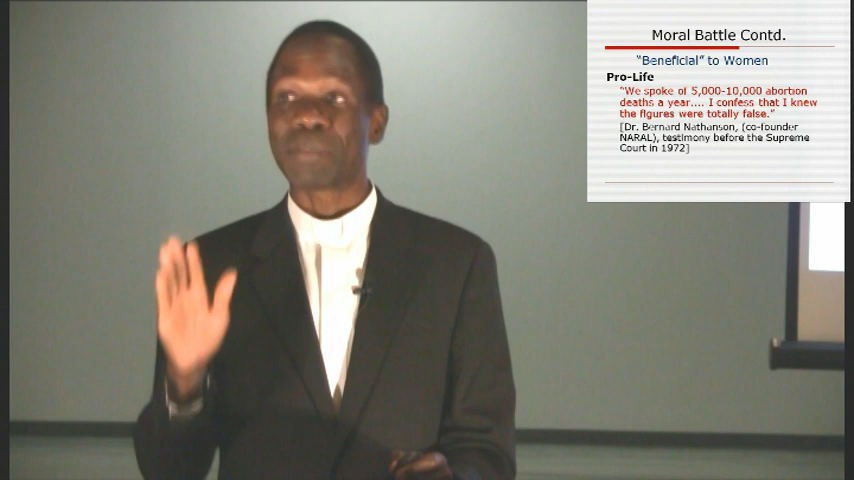 Moral Battle Contd.
"Beneficial" to Women
Pro-Life
"We spoke of 5,000-10,000 abortion
deaths a year.... I confess that I knew
the figures were totally false."
[Dr. Bernard Nathanson, (co-founder
NARAL), testimony before the Supreme
Court in 1972]